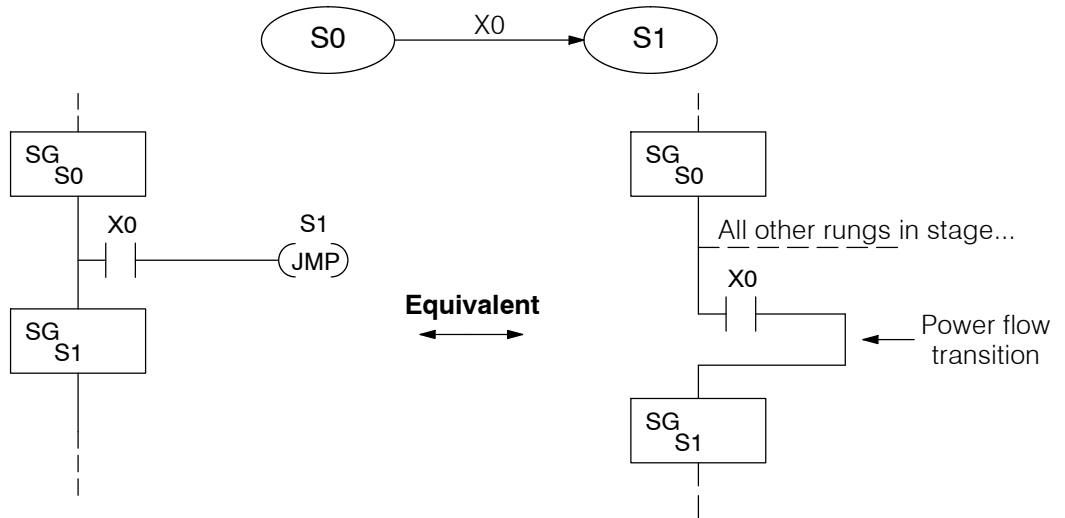 S0
X0
S1
SG
S0
X0
S1
JMP
SG
S1
Equivalent
SG
S0
All other rungs in stage...
X0
Power flow
transition
SG
S1